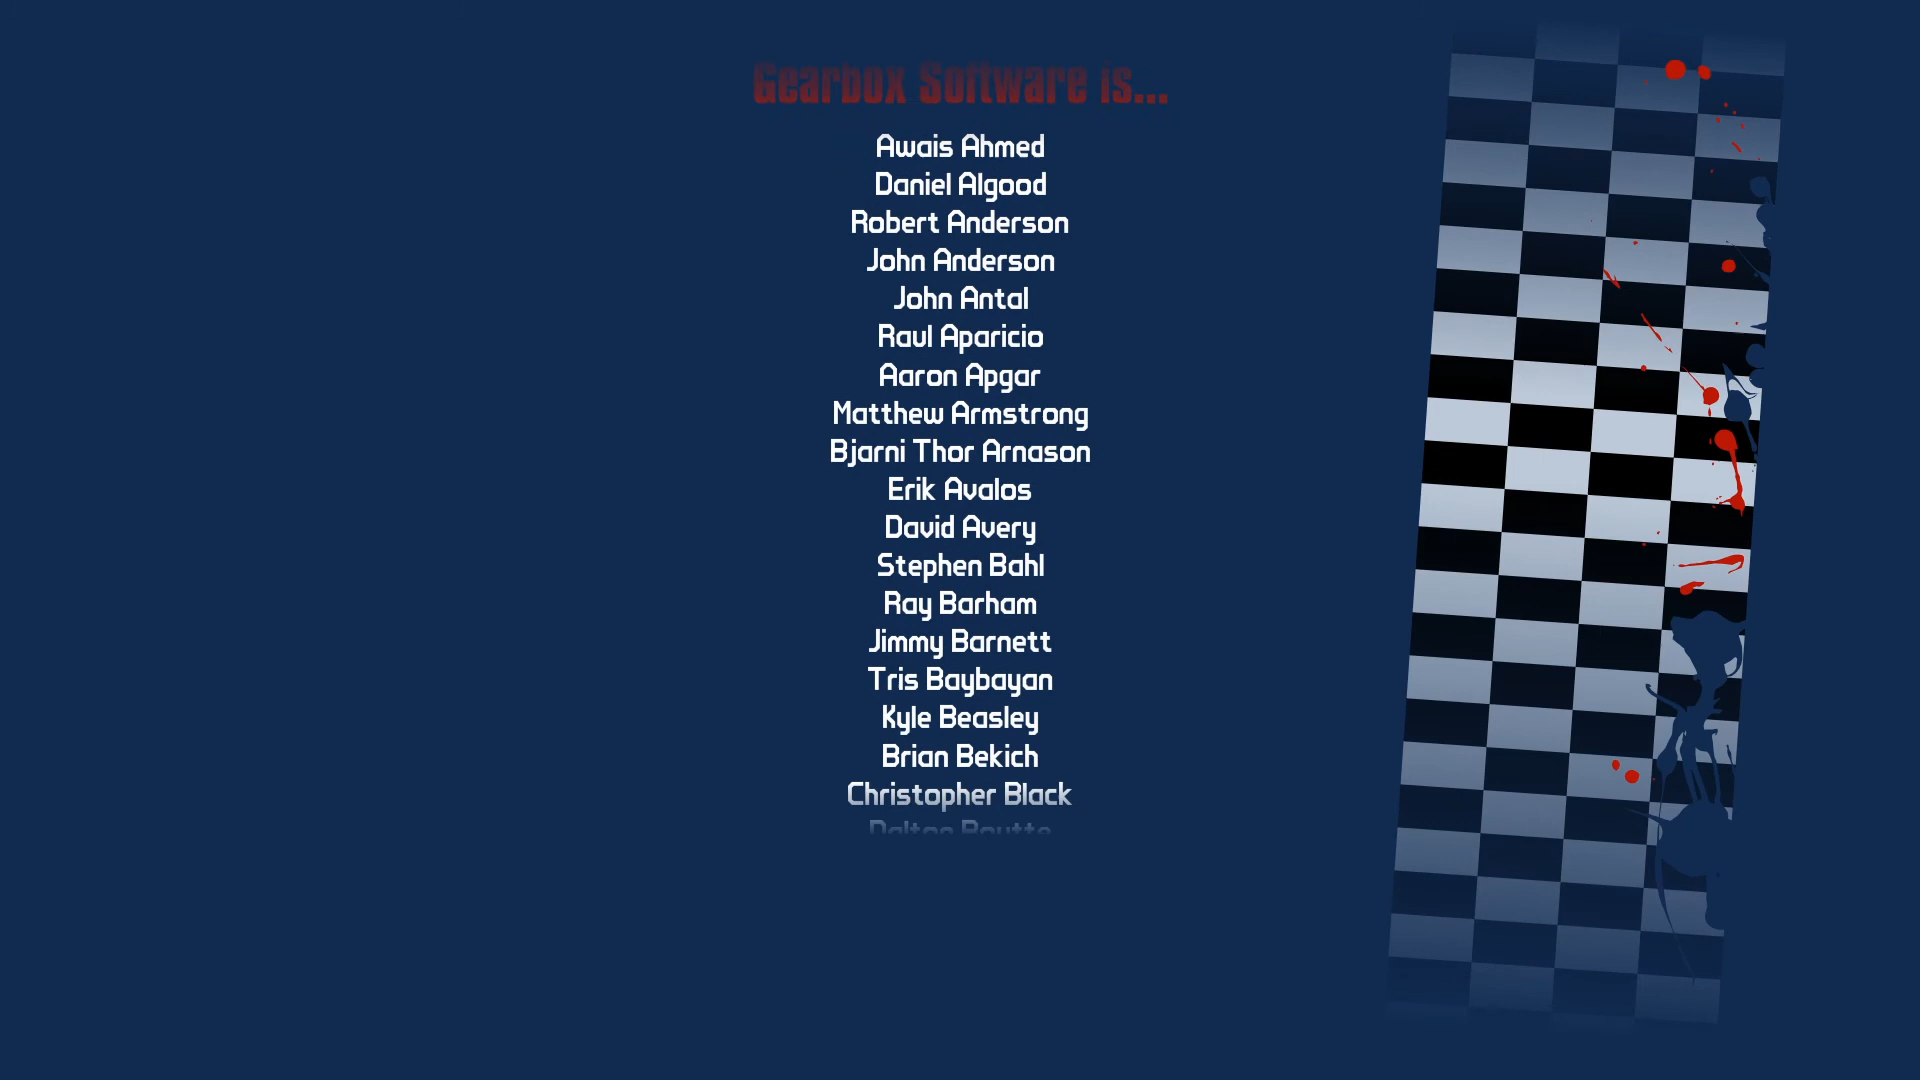 Gearbox Software is...
Awais Ahmed
Daniel Algood
Robert Anderson
John Anderson
John Antal
Raul Aparicio
Aaron Apgar
Matthew Armstrong
Bjarni Thor Arnason
Erik Avalos
David Avery
Stephen Bahl
Ray Barham
Jimmy Barnett
Tris Baybayan
Kyle Beasley
Brian Bekich
Christopher Black